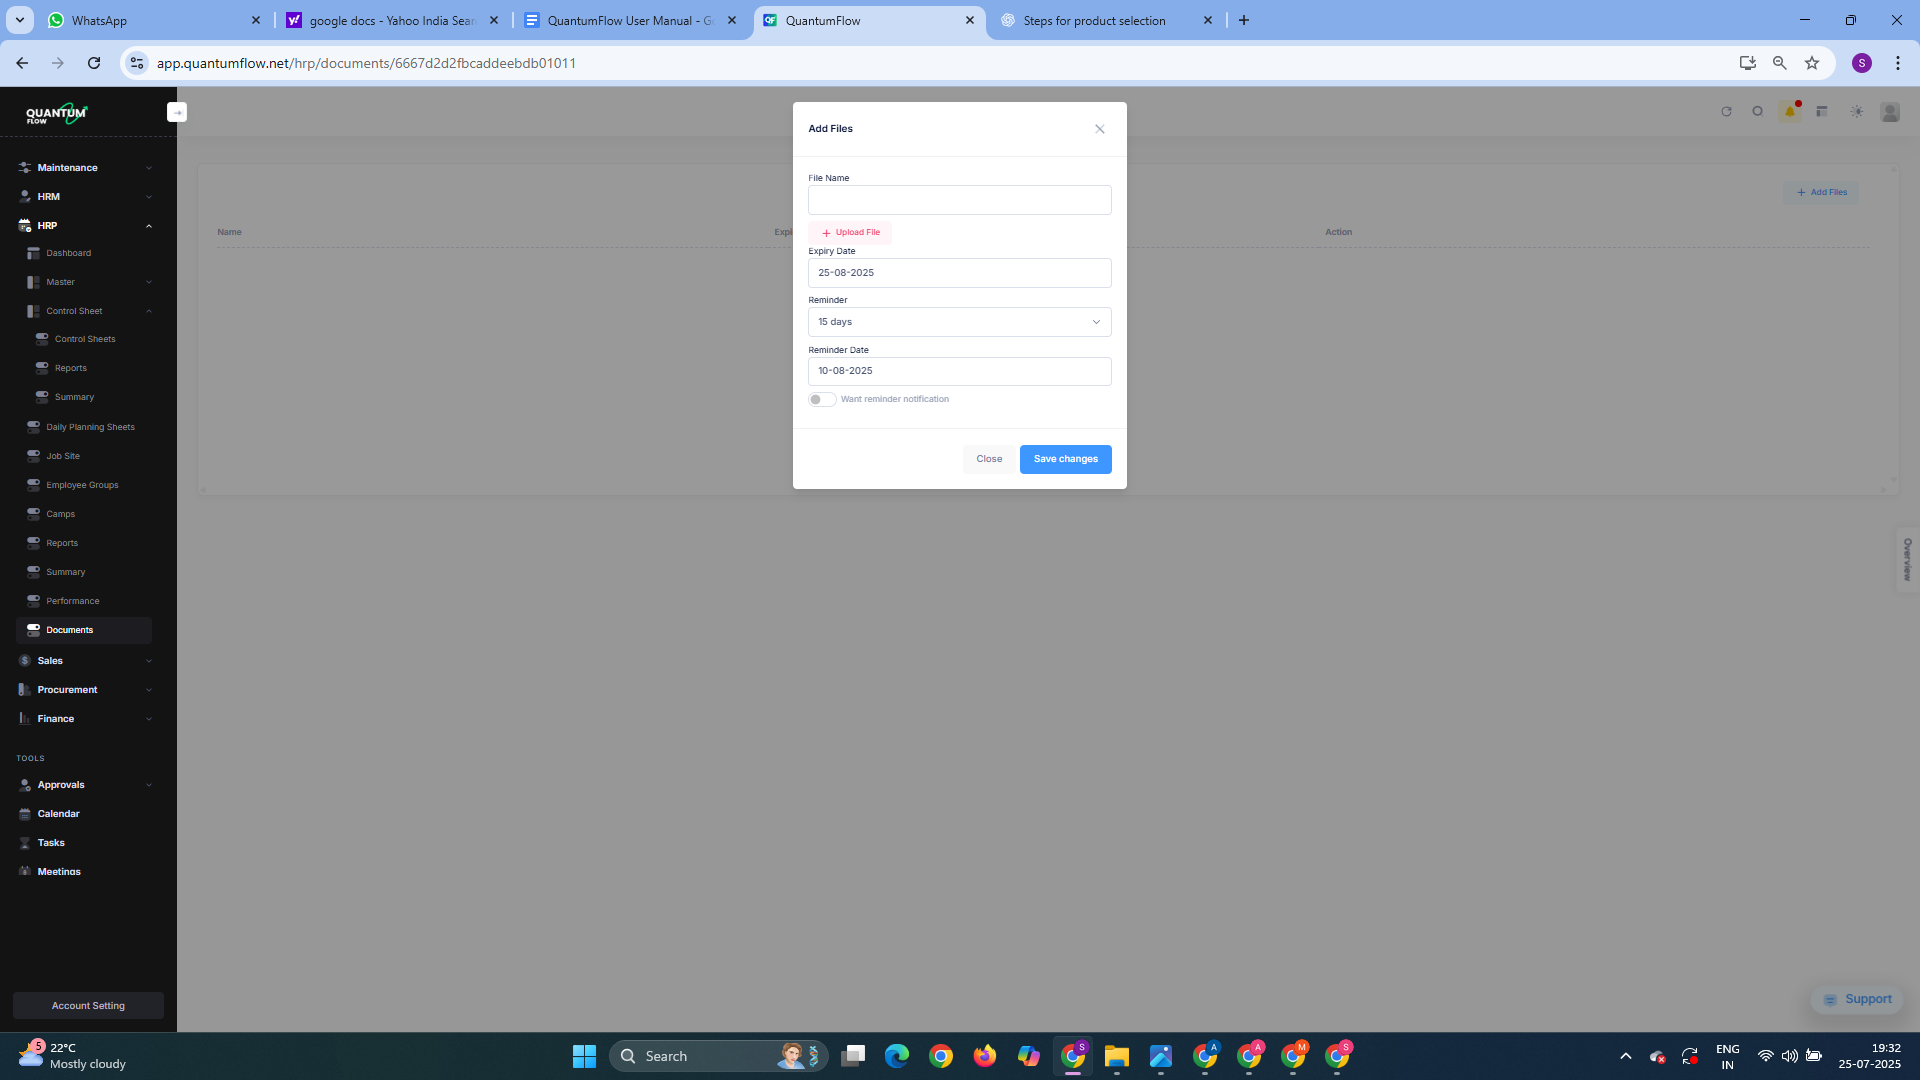 WhatsApp
google docs - Yahoo India Sear
QuantumFlow User Manual - G
QuantumFlow
Steps for product selection
app.quantumflow.net/hrp/documents/6667d2d2fbcaddeebdb01011
S
QUANTUM
FLOW
Maintenance
HRM
HRP
Dashboard
Master
Control Sheet
Control Sheets
Reports
Summary
Daily Planning Sheets
Job Site
Employee Groups
Camps
Reports
Summary
Performance
Documents
Sales
Procurement
Finance
TOOLS
Approvals
Calendar
Tasks
Meetings
Account Setting
Add Files
Name
Expi
Action
Add Files
File Name
Upload File
Expiry Date
25-08-2025
Reminder
15 days
Reminder Date
10-08-2025
Want reminder notification
Close
Save changes
Overview
Support
5
22°C
Mostly cloudy
Search
S
A
A
M
S
ENG
IN
19:32
25-07-2025